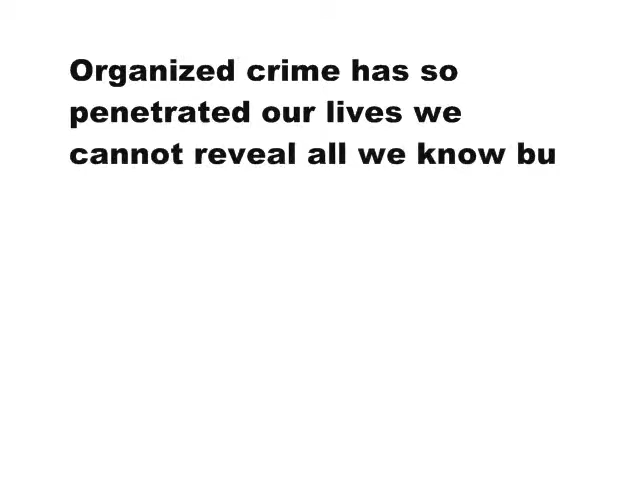 Organized crime has so
penetrated our lives we
cannot reveal all we know bu